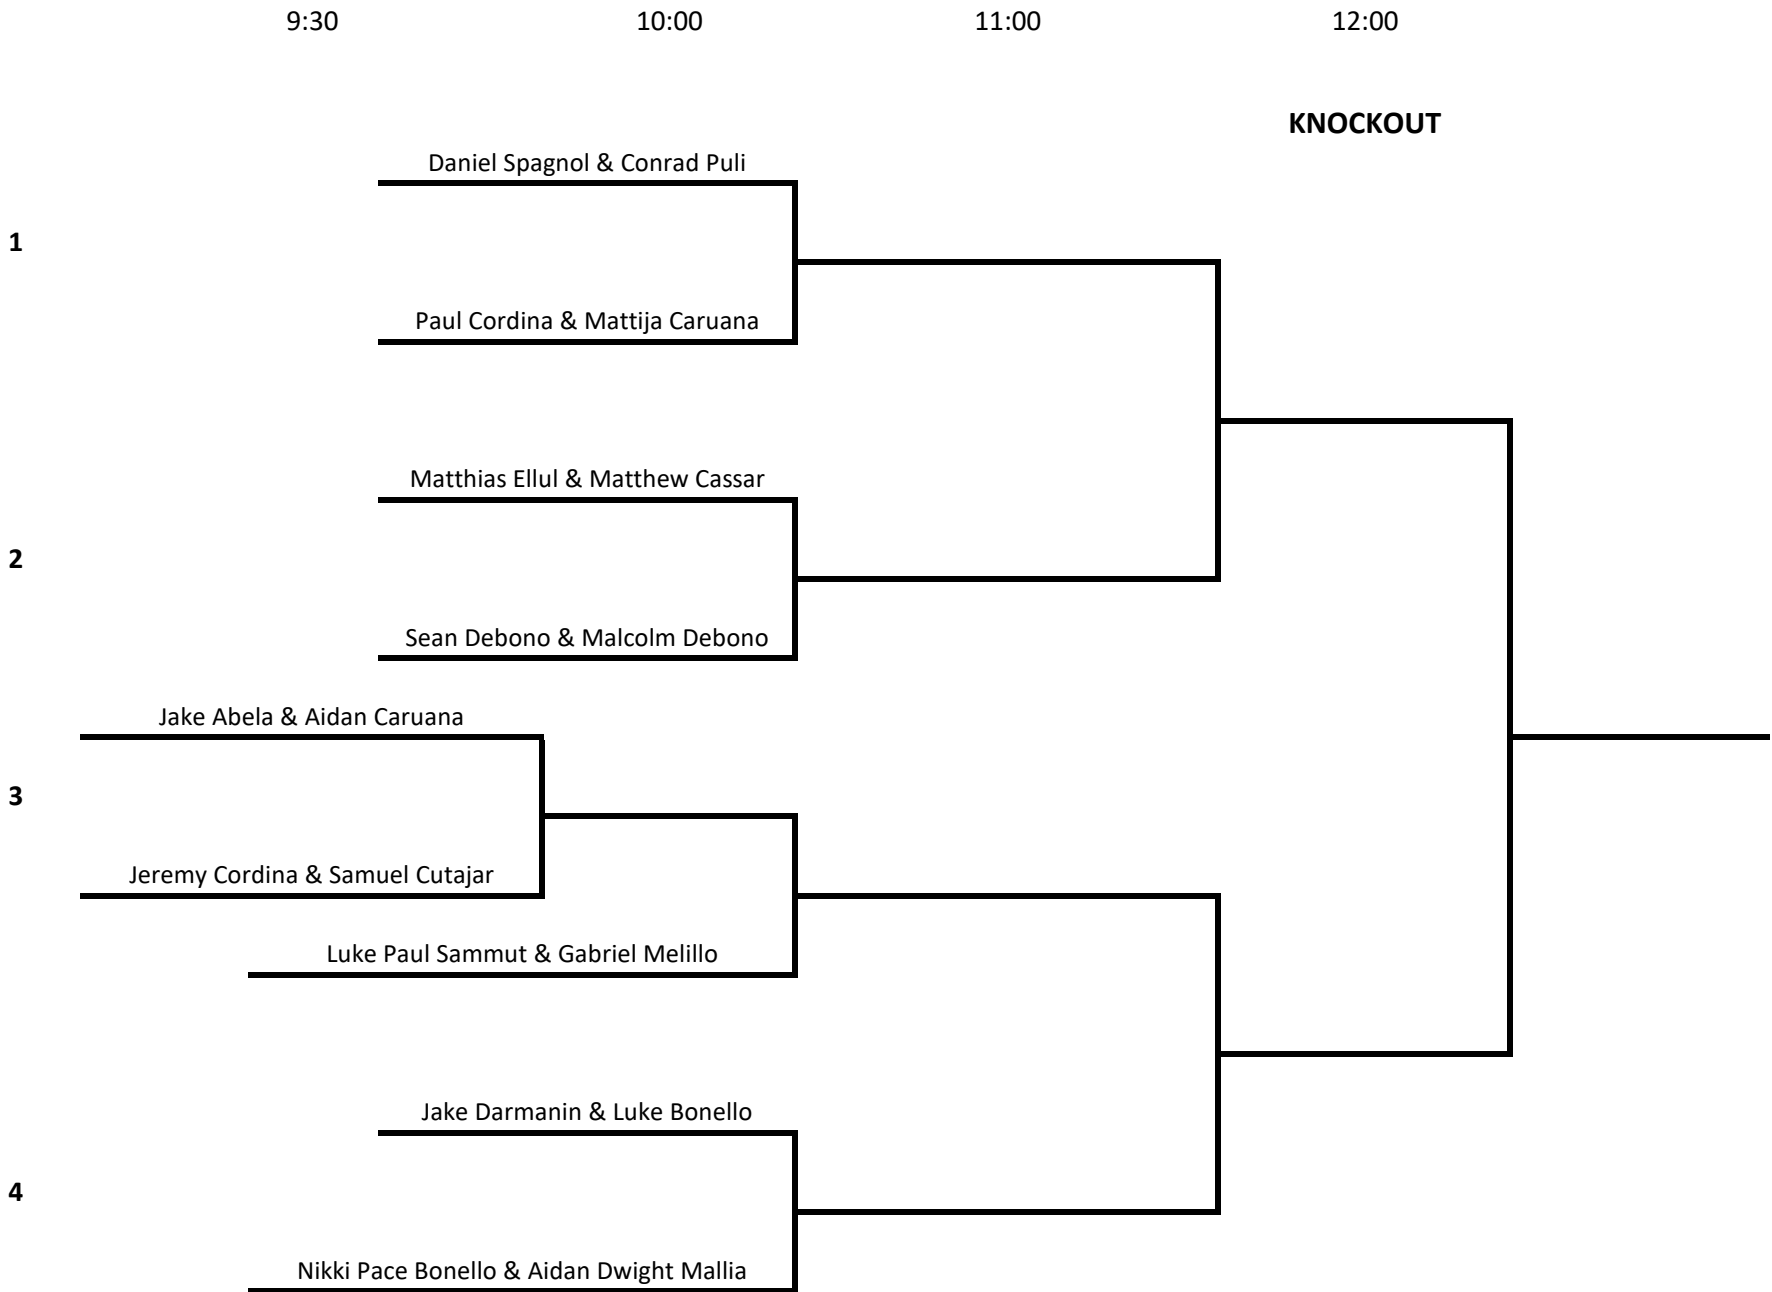 9:30 10:00 11:00 12:00
KNOCKOUT
Daniel Spagnol & Conrad Puli
1
Paul Cordina & Mattija Caruana
Matthias Ellul & Matthew Cassar
2
Sean Debono & Malcolm Debono
Jake Abela & Aidan Caruana
3
Jeremy Cordina & Samuel Cutajar
Luke Paul Sammut & Gabriel Melillo
Jake Darmanin & Luke Bonello
4
Nikki Pace Bonello & Aidan Dwight Mallia